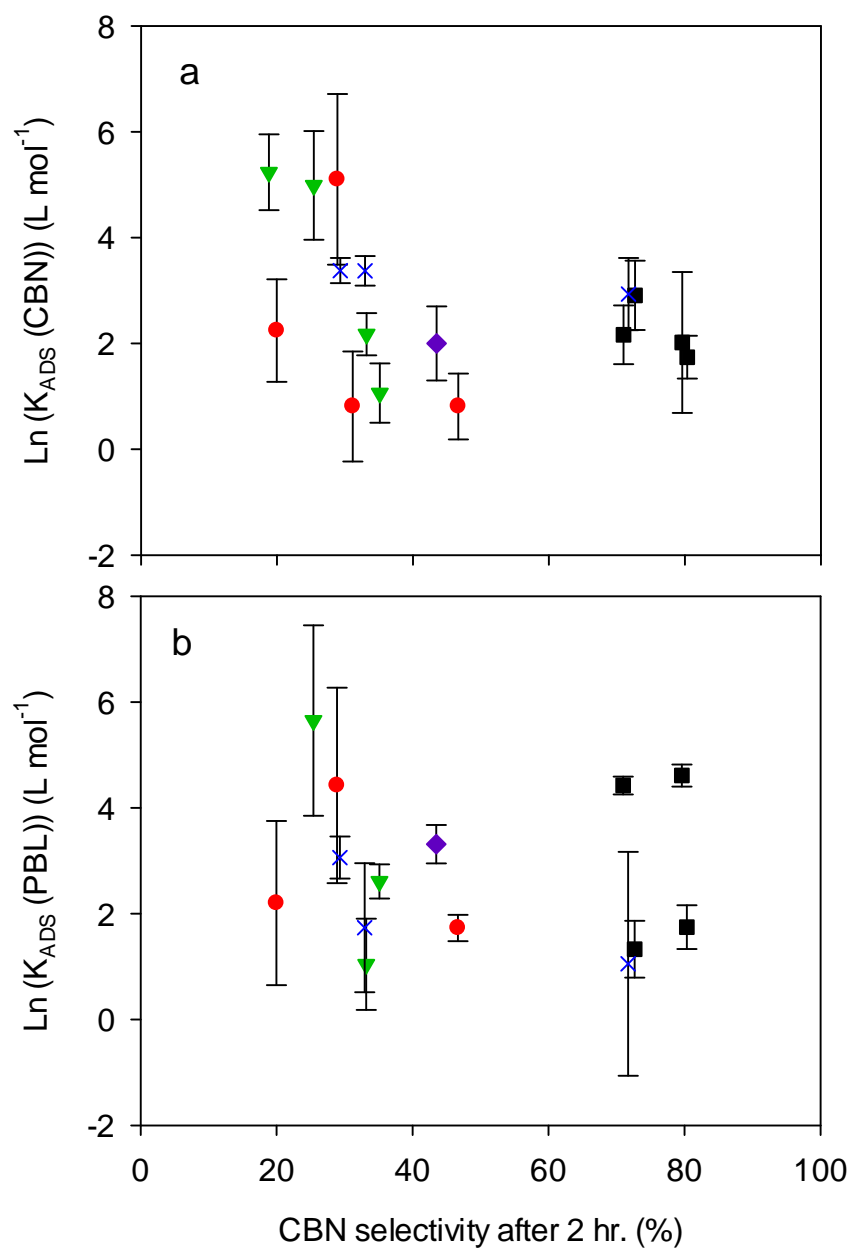 8
a
6
4
2
0
-2
Ln (K_ADS (CBN)) (L mol^-1)
8
b
6
4
2
0
-2
Ln (K_ADS (PBL)) (L mol^-1)
0 20 40 60 80 100
CBN selectivity after 2 hr. (%)